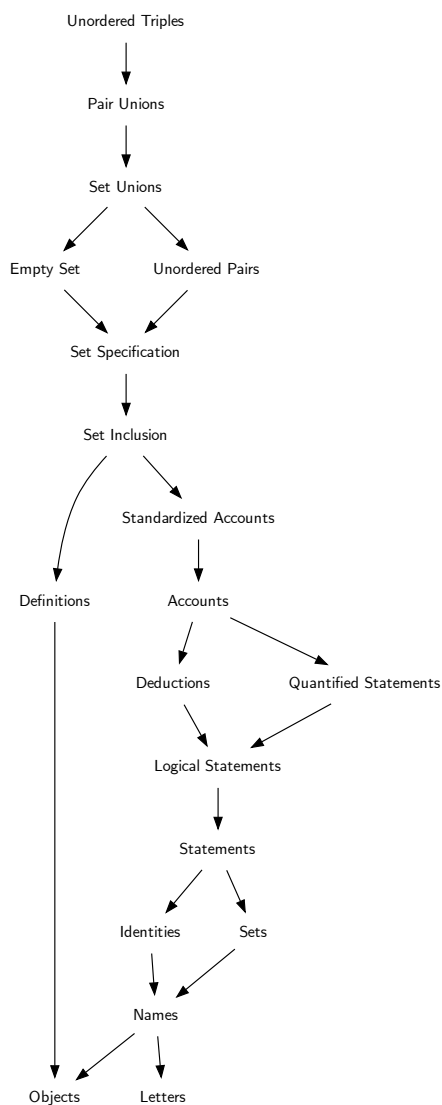 Unordered Triples
Pair Unions
Set Unions
Empty Set
Unordered Pairs
Set Specification
Set Inclusion
Standardized Accounts
Definitions
Accounts
Deductions
Quantified Statements
Logical Statements
Statements
Identities
Sets
Names
Objects
Letters